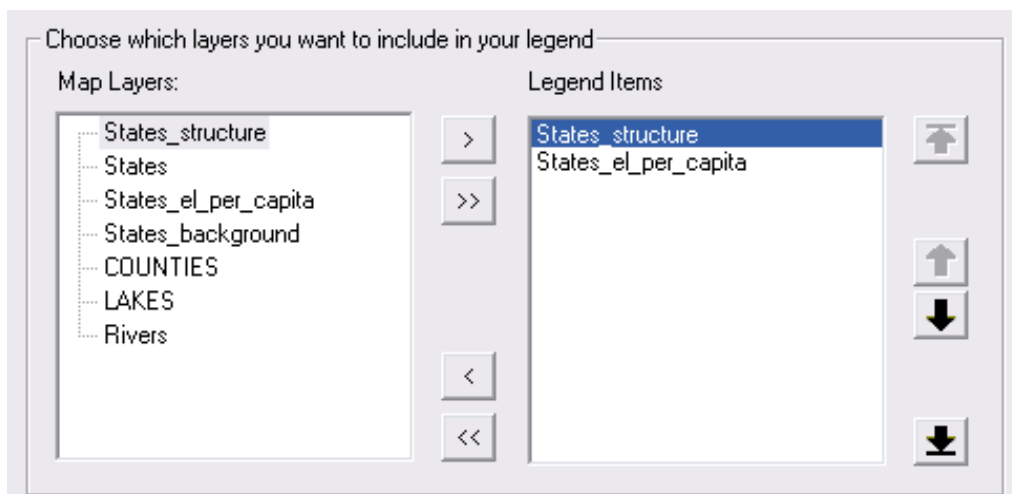 Choose which layers you want to include in your legend
Map Layers:
Legend Items
States_structure
States
States_el_per_capita
States_background
COUNTIES
LAKES
Rivers
>
>>
<
<<
States_structure
States_el_per_capita